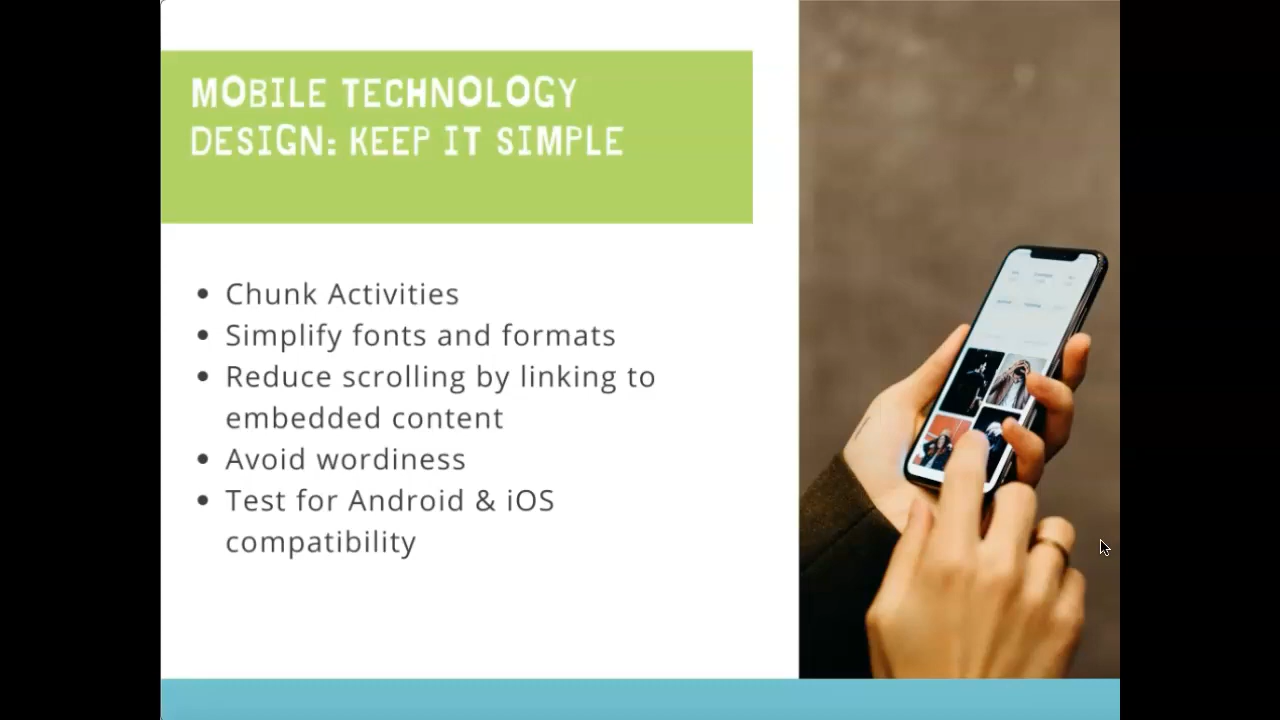 MOBILE TECHNOLOGY
DESIGN: KEEP IT SIMPLE
• Chunk Activities
• Simplify fonts and formats
• Reduce scrolling by linking to
embedded content
• Avoid wordiness
• Test for Android & iOS
compatibility